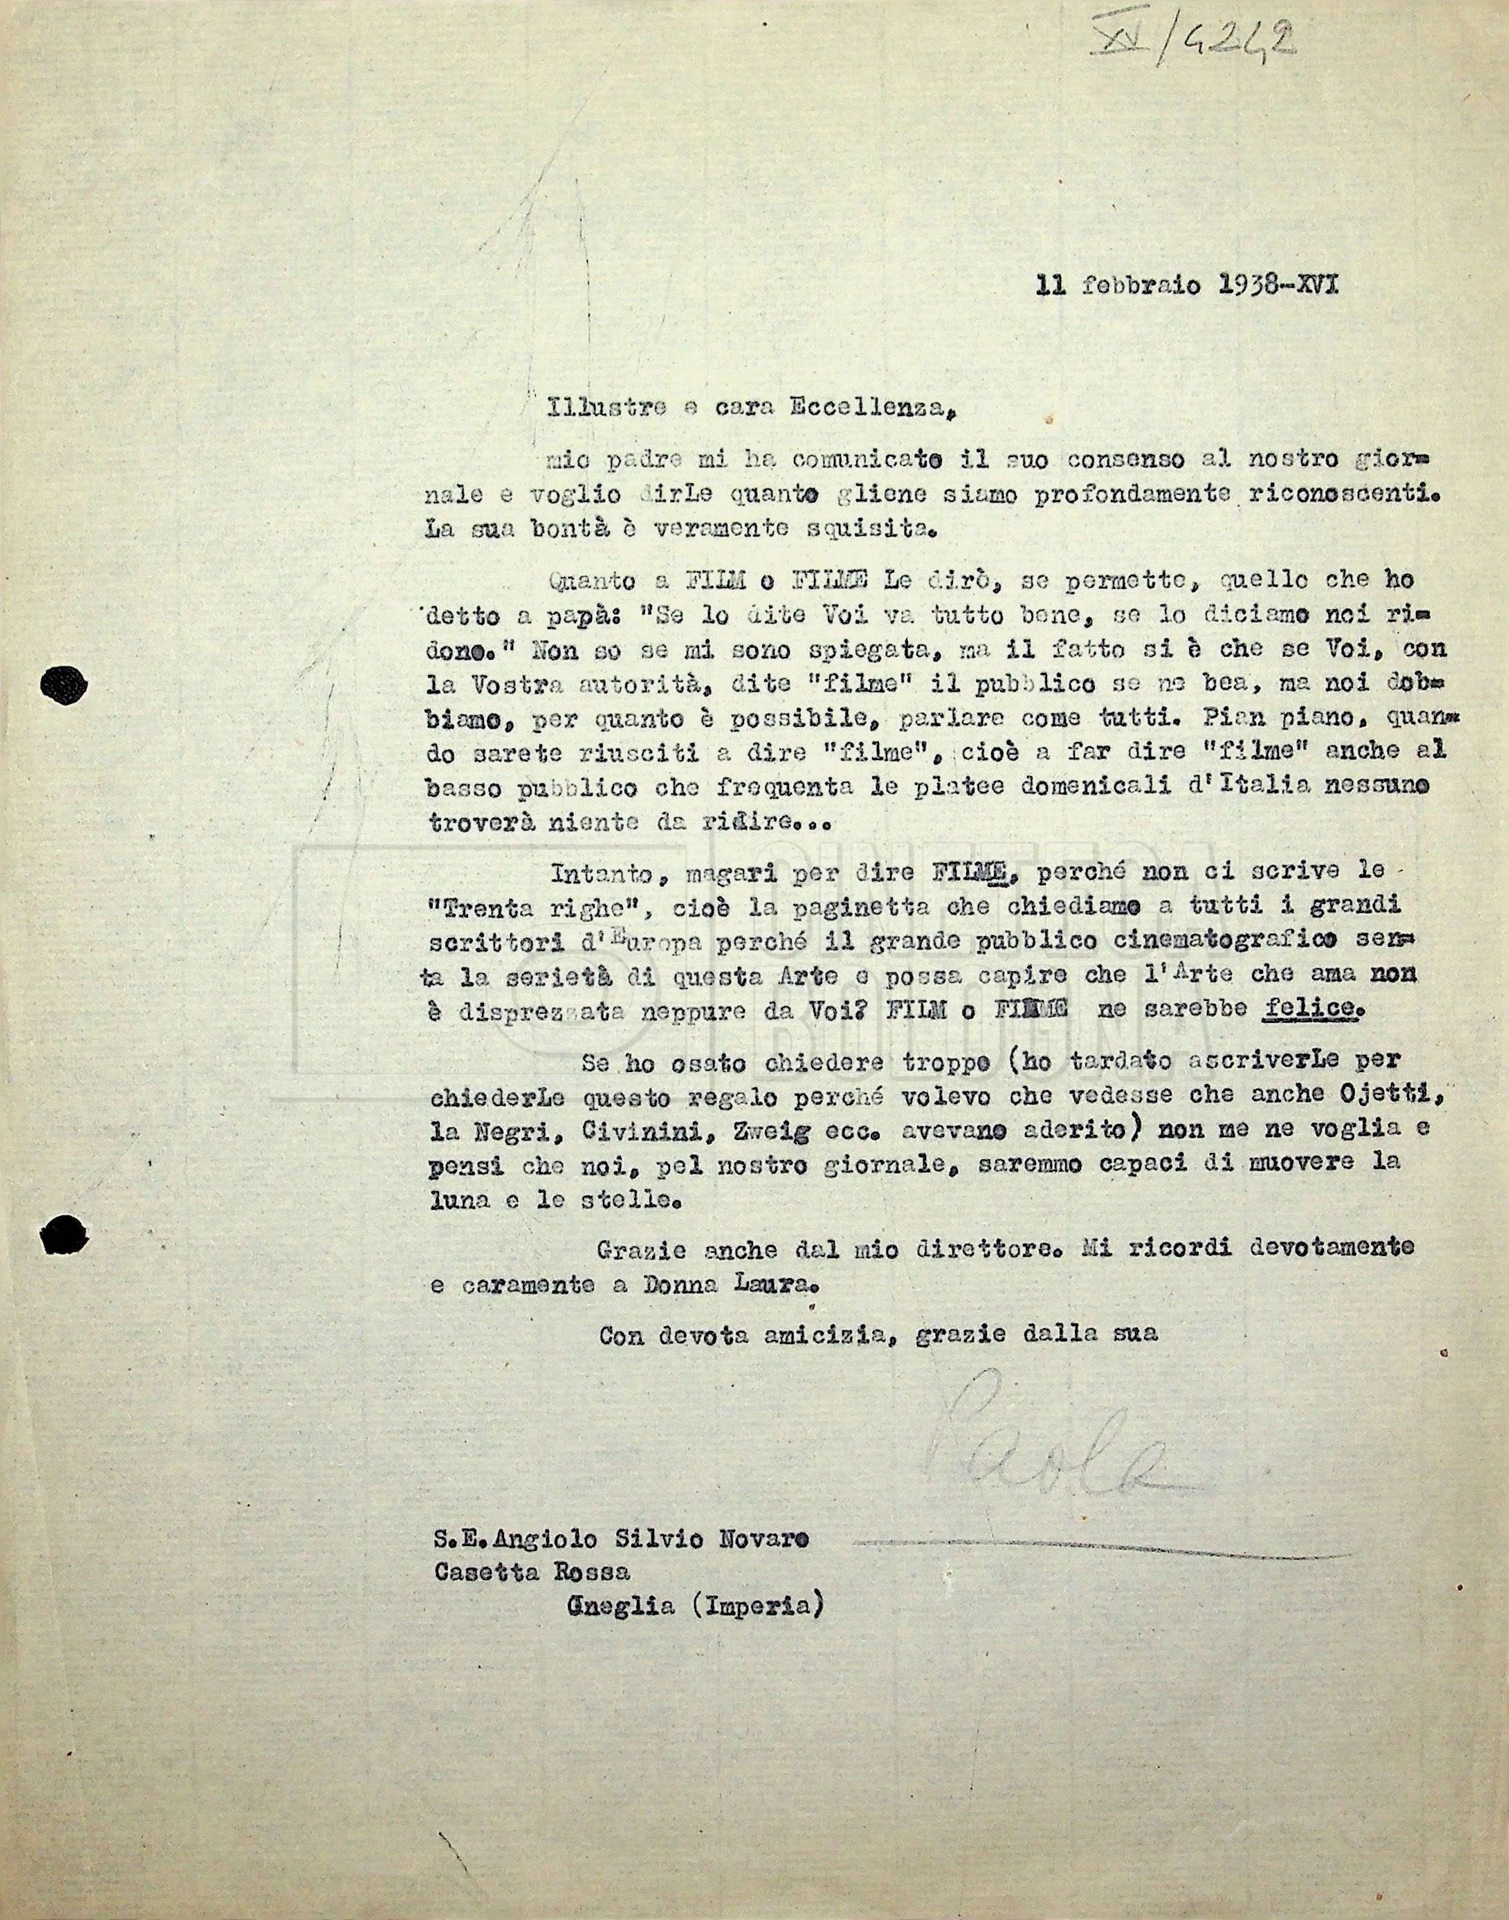 XV/4242
11 febbraio 1938-XVI
Illustre e cara Eccellenza,
mio padre mi ha comunicato il suo consenso al nostro gior=
nale e voglio dirLe quanto gliene siamo profondamente riconoscenti.
La sua bontà è veramente squisita.
Quanto a FILM o FILME Le dirò, se permette, quello che ho
detto a papà: "Se lo dite Voi va tutto bene, se lo diciamo noi ri=
dono." Non so se mi sono spiegata, ma il fatto si è che se Voi, con
la Vostra autorità, dite "filme" il pubblico se ne bea, ma noi dob=
biamo, per quanto è possibile, parlare come tutti. Pian piano, quan=
do sarete riusciti a dire "filme", cioè a far dire "filme" anche al
basso pubblico che frequenta le platee domenicali d'Italia nessuno
troverà niente da ridire...
Intanto, magari per dire FILME, perché non ci scrive le
"Trenta righe", cioè la paginetta che chiediamo a tutti i grandi
scrittori d'Europa perché il grande pubblico cinematografico sen=
ta la serietà di questa Arte e possa capire che l'Arte che ama non
è disprezzata neppure da Voi? FILM o FILME ne sarebbe felice.
Se ho osato chiedere troppo (ho tardato ascriverLe per
chiederLe questo regalo perché volevo che vedesse che anche Ojetti,
la Negri, Civinini, Zweig ecc. avevano aderito) non me ne voglia e
pensi che noi, pel nostro giornale, saremmo capaci di muovere la
luna e le stelle.
Grazie anche dal mio direttore. Mi ricordi devotamente
e caramente a Donna Laura.
Con devota amicizia, grazie dalla sua
Paola
S.E.Angiolo Silvio Novaro
Casetta Rossa
Oneglia (Imperia)